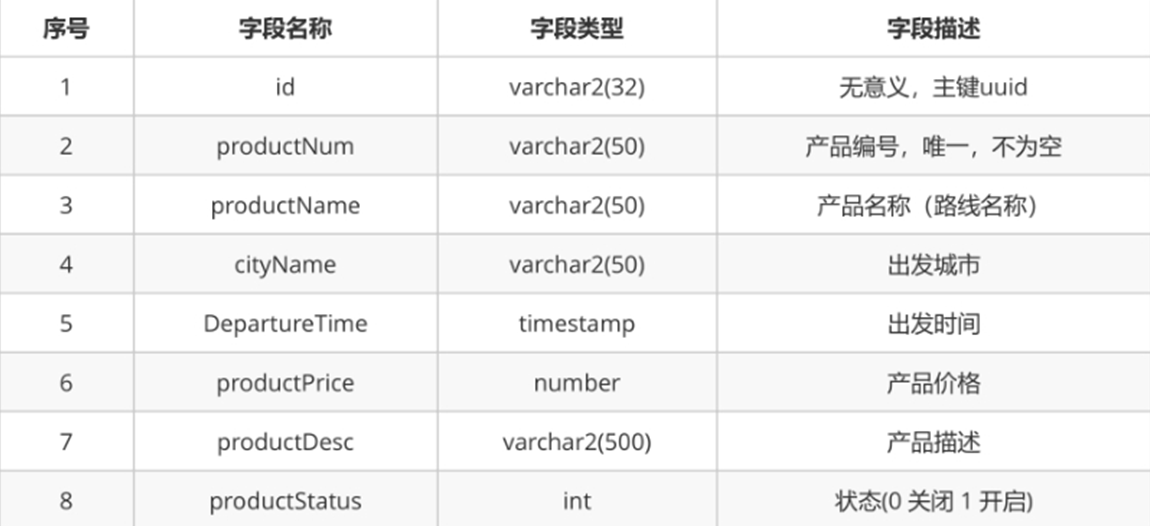 序号 字段名称 字段类型 字段描述
1 id varchar2(32) 无意义，主键uuid
2 productNum varchar2(50) 产品编号，唯一，不为空
3 productName varchar2(50) 产品名称（路线名称）
4 cityName varchar2(50) 出发城市
5 DepartureTime timestamp 出发时间
6 productPrice number 产品价格
7 productDesc varchar2(500) 产品描述
8 productStatus int 状态(0 关闭 1 开启)